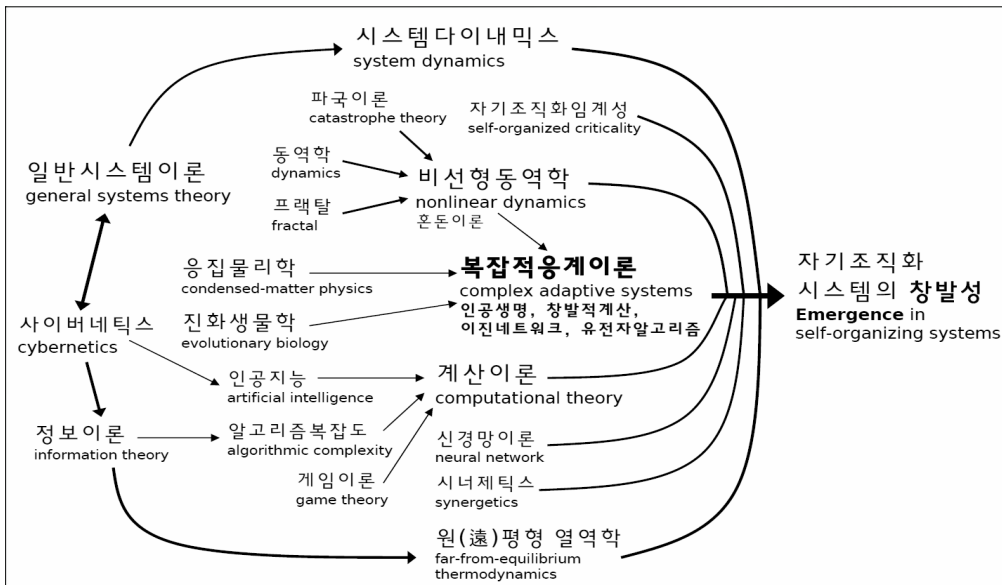 시스템다이내믹스
system dynamics
파국이론
catastrophe theory
자기조직화임계성
self-organized criticality
일반시스템이론
general systems theory
동역학
dynamics
비선형동역학
nonlinear dynamics
혼돈이론
프랙탈
fractal
응집물리학
condensed-matter physics
복잡적응계이론
complex adaptive systems
인공생명, 창발적계산,
이진네트워크, 유전자알고리즘
자기조직화
시스템의 창발성
Emergence in
self-organizing systems
진화생물학
evolutionary biology
사이버네틱스
cybernetics
인공지능
artificial intelligence
계산이론
computational theory
정보이론
information theory
알고리즘복잡도
algorithmic complexity
신경망이론
neural network
게임이론
game theory
시너제틱스
synergetics
원(遠)평형 열역학
far-from-equilibrium
thermodynamics